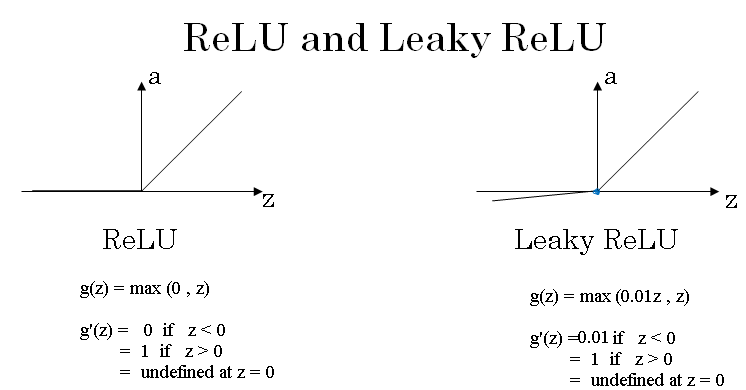 ReLU and Leaky ReLU
a
z
ReLU
g(z) = max (0 , z)
g'(z) = 0 if z < 0
= 1 if z > 0
= undefined at z = 0
a
z
Leaky ReLU
g(z) = max (0.01z , z)
g'(z) =0.01 if z < 0
= 1 if z > 0
= undefined at z = 0